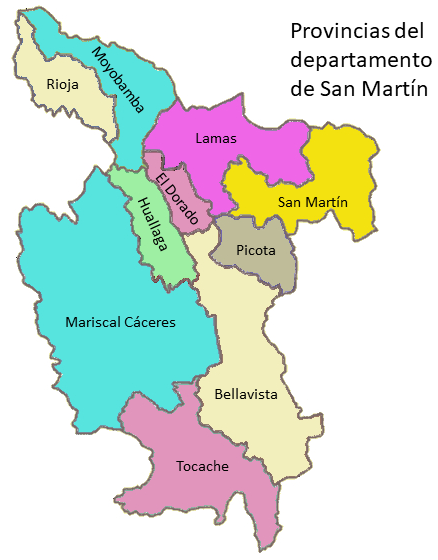 Provincias del
departamento
de San Martín
Moyobamba
Rioja
Lamas
El Dorado
San Martín
Huallaga
Picota
Mariscal Cáceres
Bellavista
Tocache